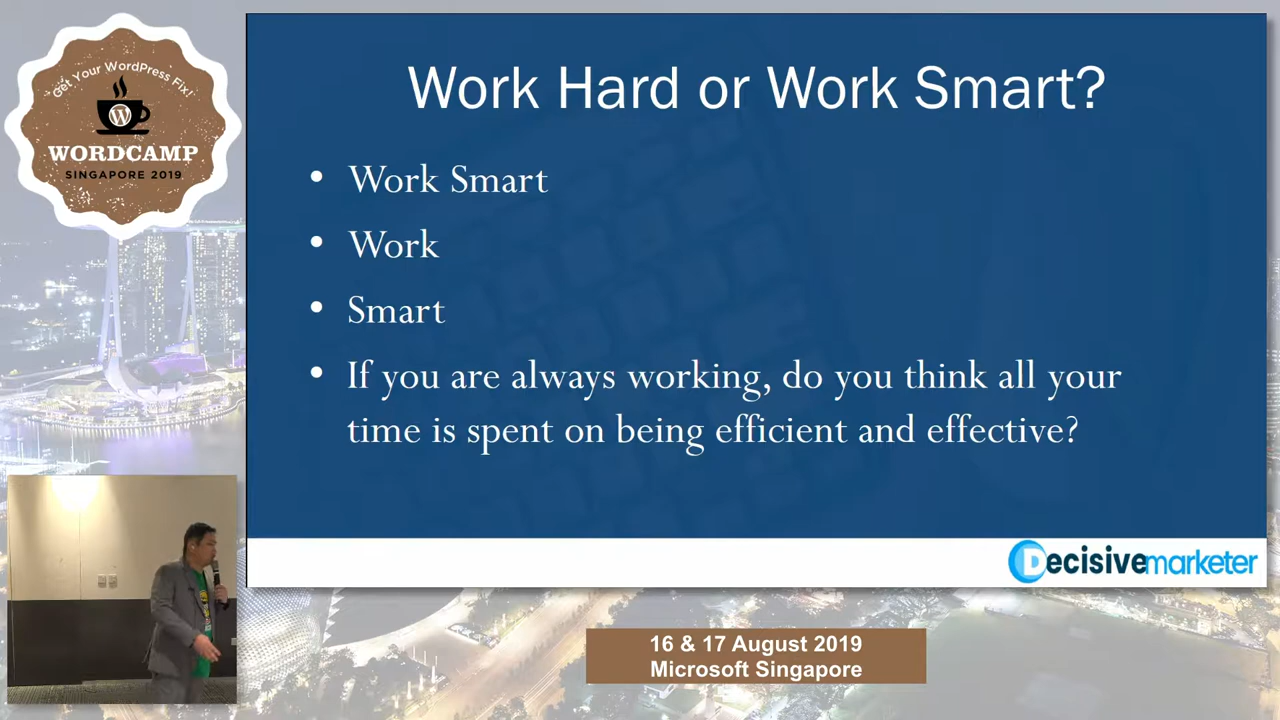 Get Your WordPress Fix!
WORDCAMP
SINGAPORE 2019
Work Hard or Work Smart?
• Work Smart
• Work
• Smart
• If you are always working, do you think all your
time is spent on being efficient and effective?
Decisivemarketer
16 & 17 August 2019
Microsoft Singapore